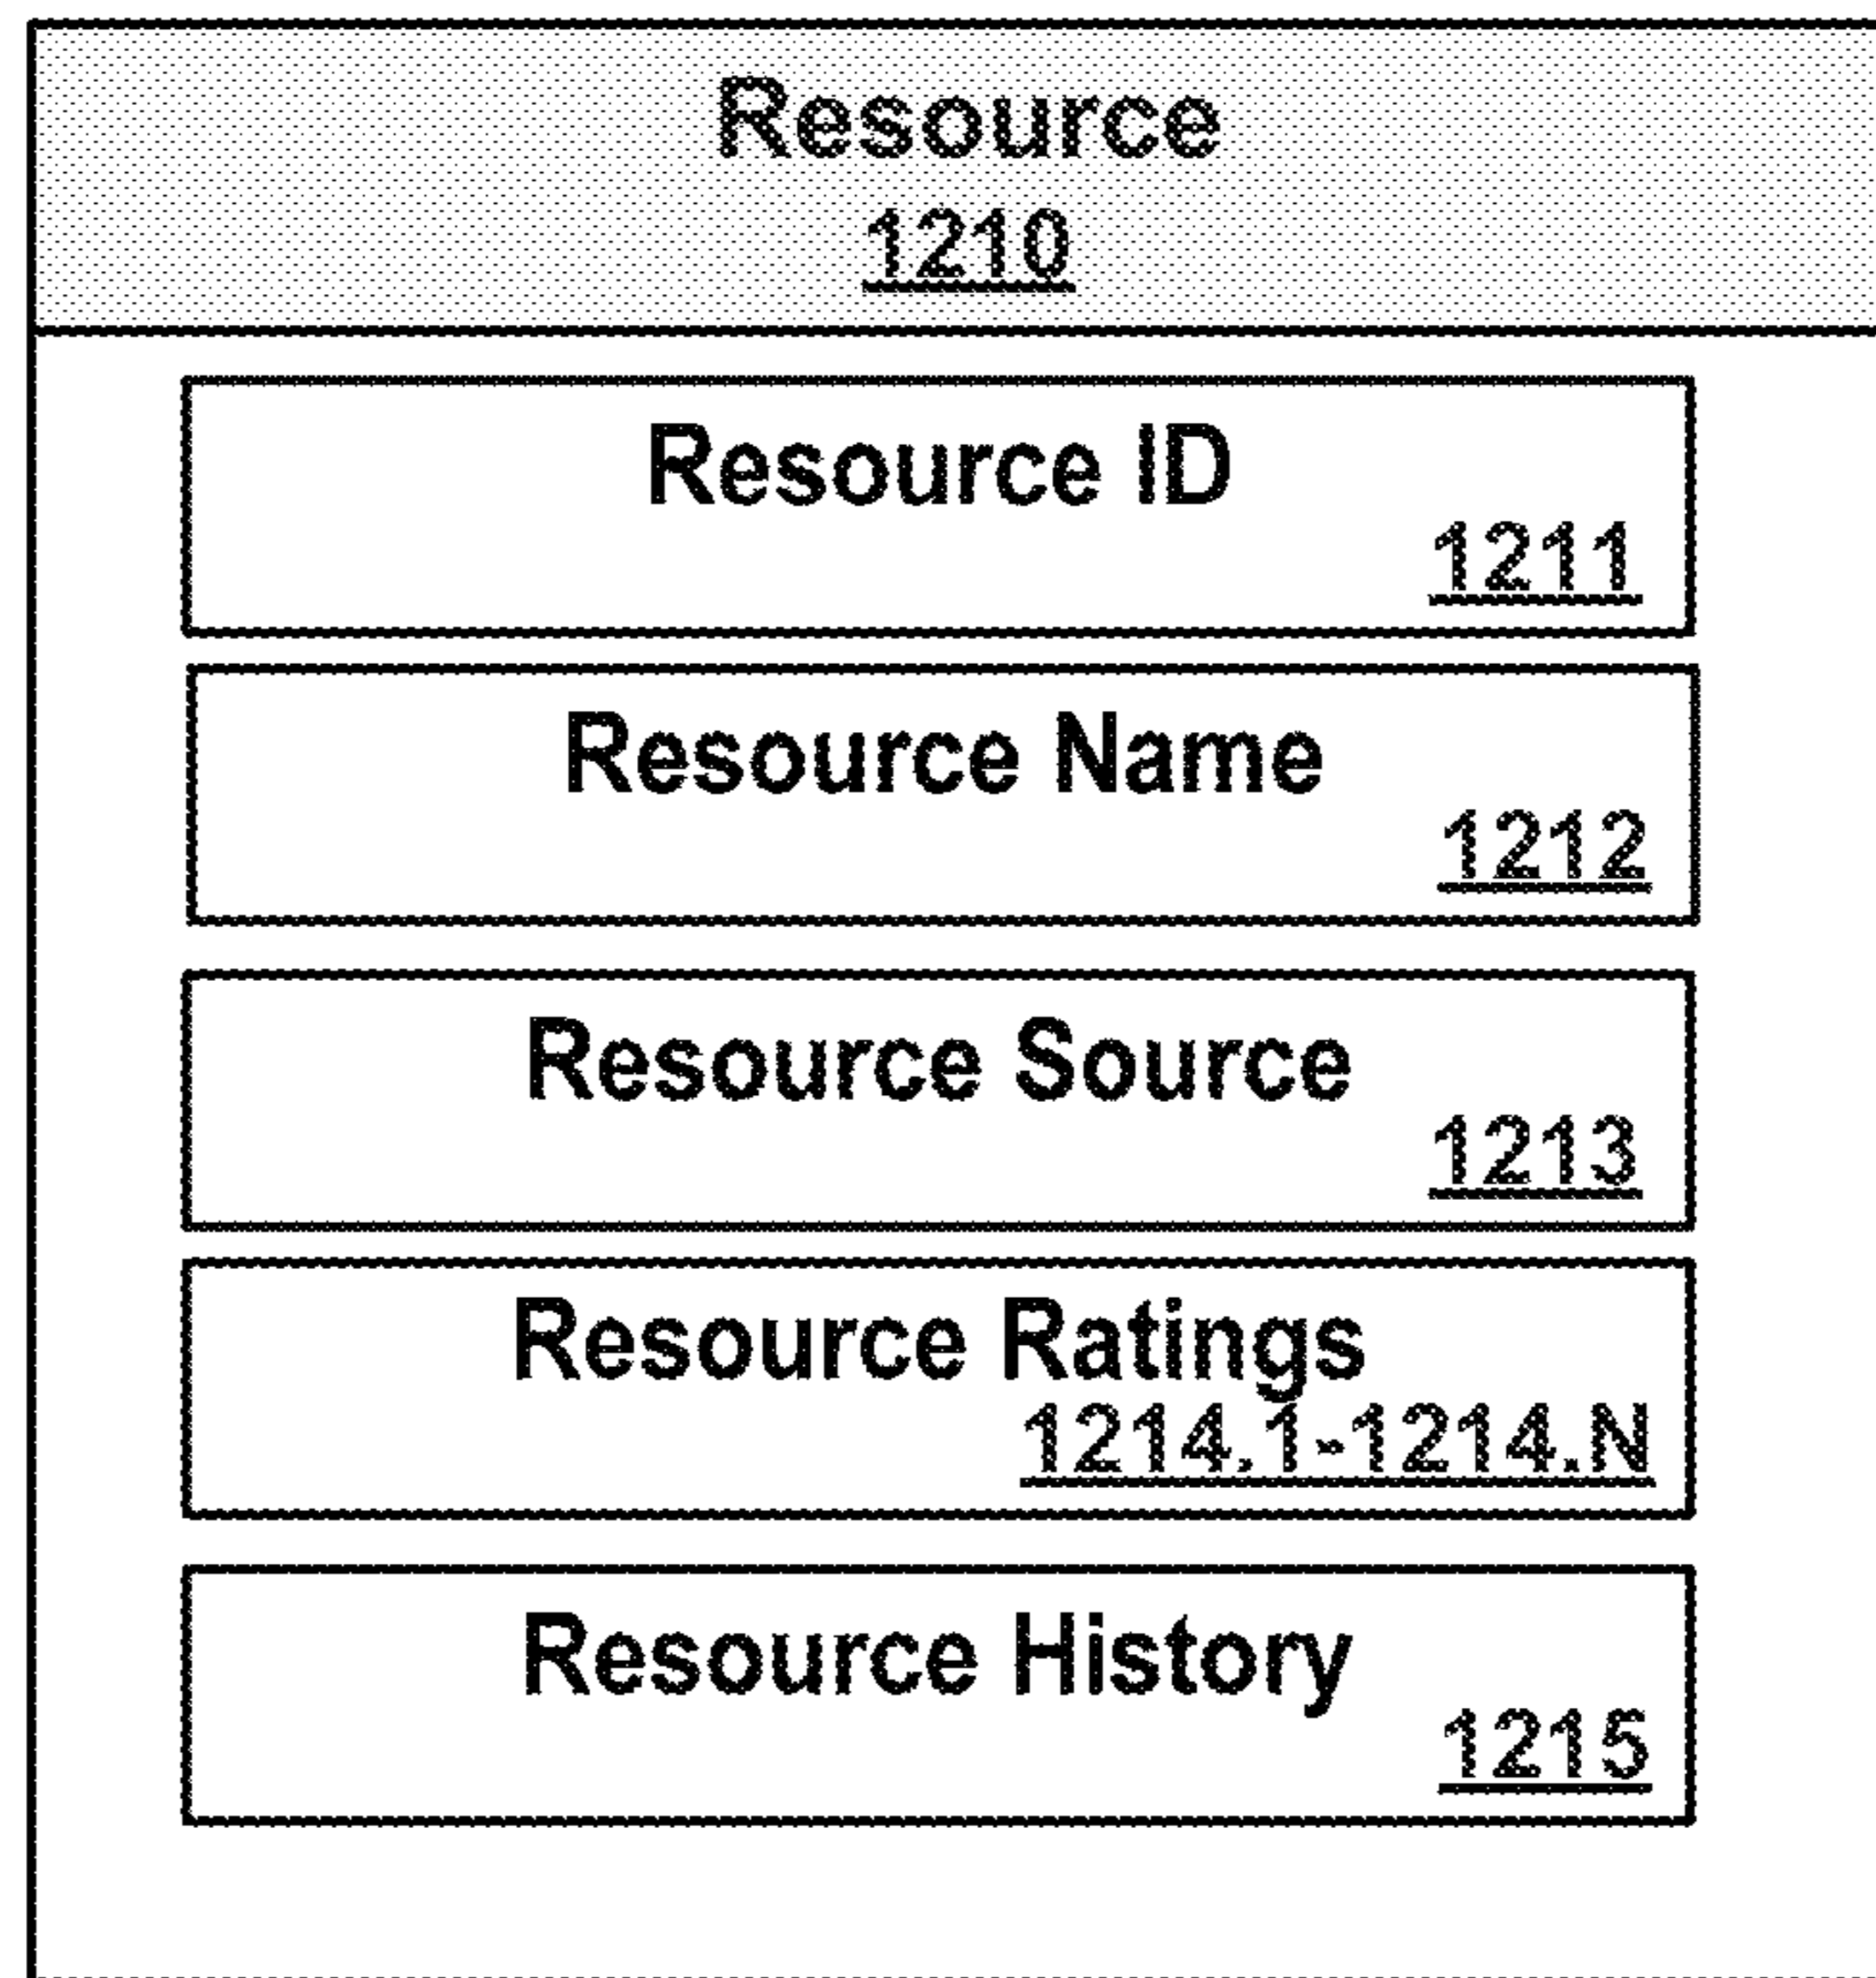 Resource
1210
Resource ID
1211
Resource Name
1212
Resource Source
1213
Resource Ratings
1214.1-1214.N
Resource History
1215